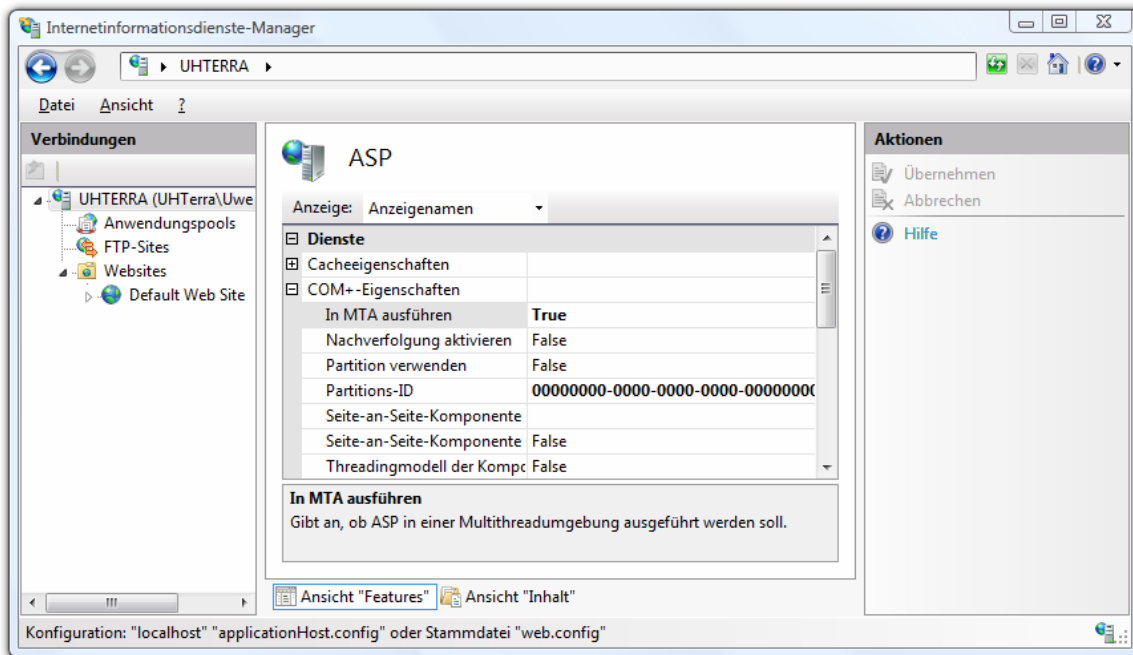 Internetinformationsdienste-Manager
UHTERRA
Datei Ansicht ?
Verbindungen
UHTERRA (UHTerra\Uwe
Anwendungspools
FTP-Sites
Websites
Default Web Site
ASP
Anzeige: Anzeigenamen
Dienste
Cacheeigenschaften
COM+-Eigenschaften
In MTA ausführen True
Nachverfolgung aktivieren False
Partition verwenden False
Partitions-ID 00000000-0000-0000-0000-00000000
Seite-an-Seite-Komponente
Seite-an-Seite-Komponente False
Threadingmodell der Kompo False
In MTA ausführen
Gibt an, ob ASP in einer Multithreadumgebung ausgeführt werden soll.
Ansicht "Features" Ansicht "Inhalt"
Aktionen
Übernehmen
Abbrechen
Hilfe
Konfiguration: "localhost" "applicationHost.config" oder Stammdatei "web.config"